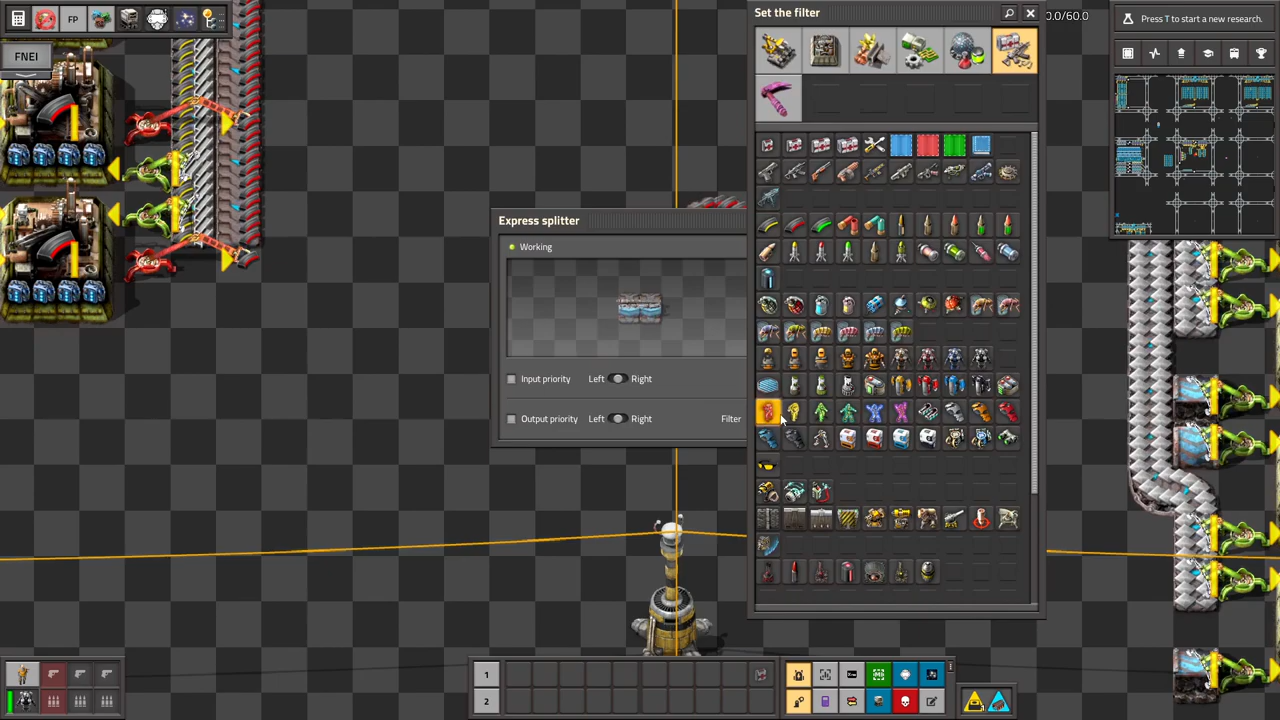 FP
Set the filter
0.0/60.0
Press T to start a new research.
FNEI
Express splitter
Working
Input priority Left Right
Output priority Left Right Filter
1
2